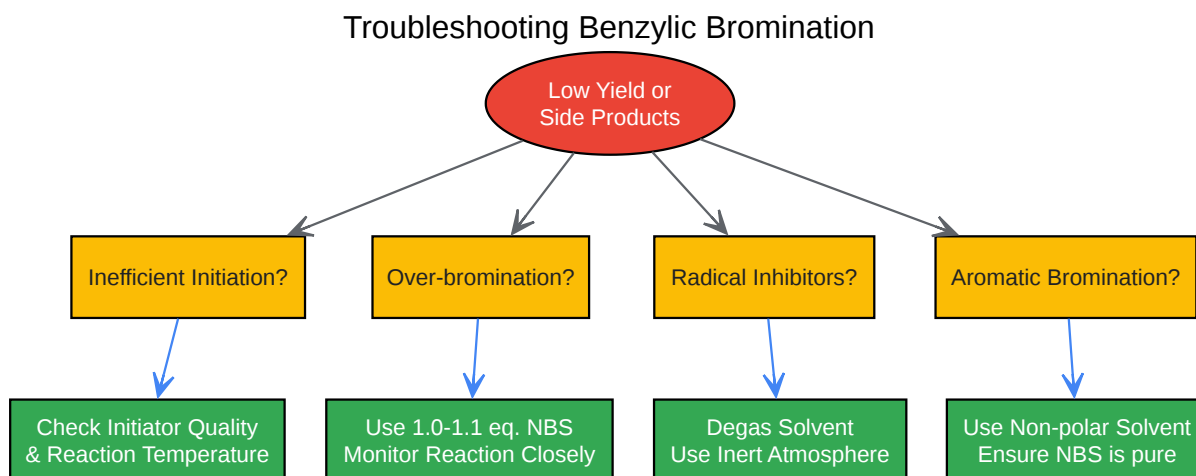 Troubleshooting Benzylic Bromination
Low Yield or
Side Products
Inefficient Initiation?
Over-bromination?
Radical Inhibitors?
Aromatic Bromination?
Check Initiator Quality
& Reaction Temperature
Use 1.0-1.1 eq. NBS
Monitor Reaction Closely
Degas Solvent
Use Inert Atmosphere
Use Non-polar Solvent
Ensure NBS is pure